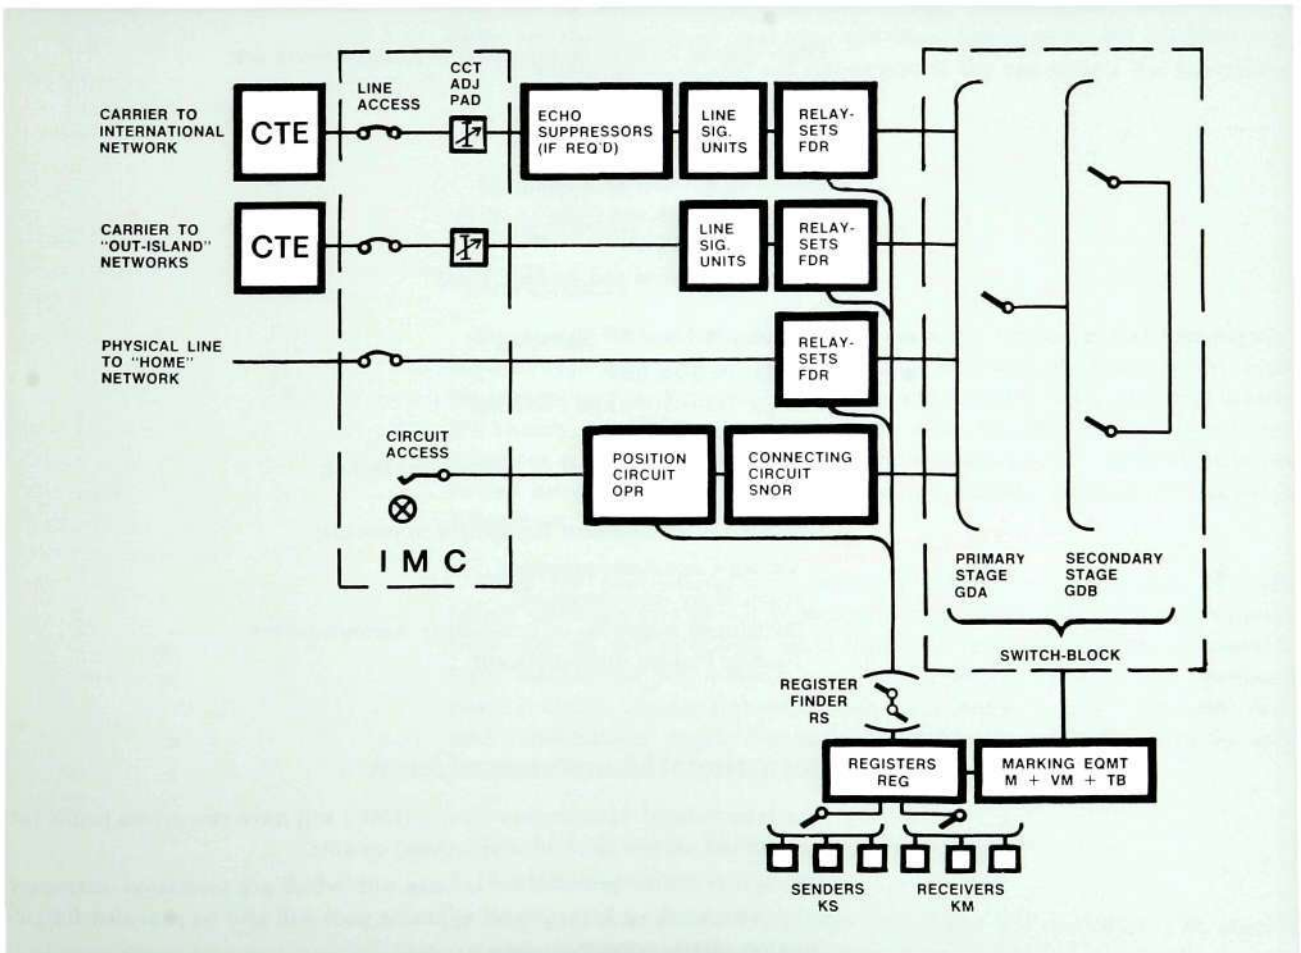 CCT
ADJ
PAD
LINE
ACCESS
CARRIER TO
INTERNATIONAL
NETWORK
CTE
ECHO
SUPPRESSORS
(IF REQ'D)
LINE
SIG.
UNITS
RELAY-
SETS
FDR
CARRIER TO
"OUT-ISLAND"
NETWORKS
CTE
LINE
SIG.
UNITS
RELAY-
SETS
FDR
PHYSICAL LINE
TO "HOME"
NETWORK
RELAY-
SETS
FDR
CIRCUIT
ACCESS
POSITION
CIRCUIT
OPR
CONNECTING
CIRCUIT
SNOR
IMC
PRIMARY
STAGE
GDA
SECONDARY
STAGE
GDB
SWITCH-BLOCK
REGISTER
FINDER
RS
REGISTERS
REG
MARKING EQMT
M + VM + TB
SENDERS
KS
RECEIVERS
KM